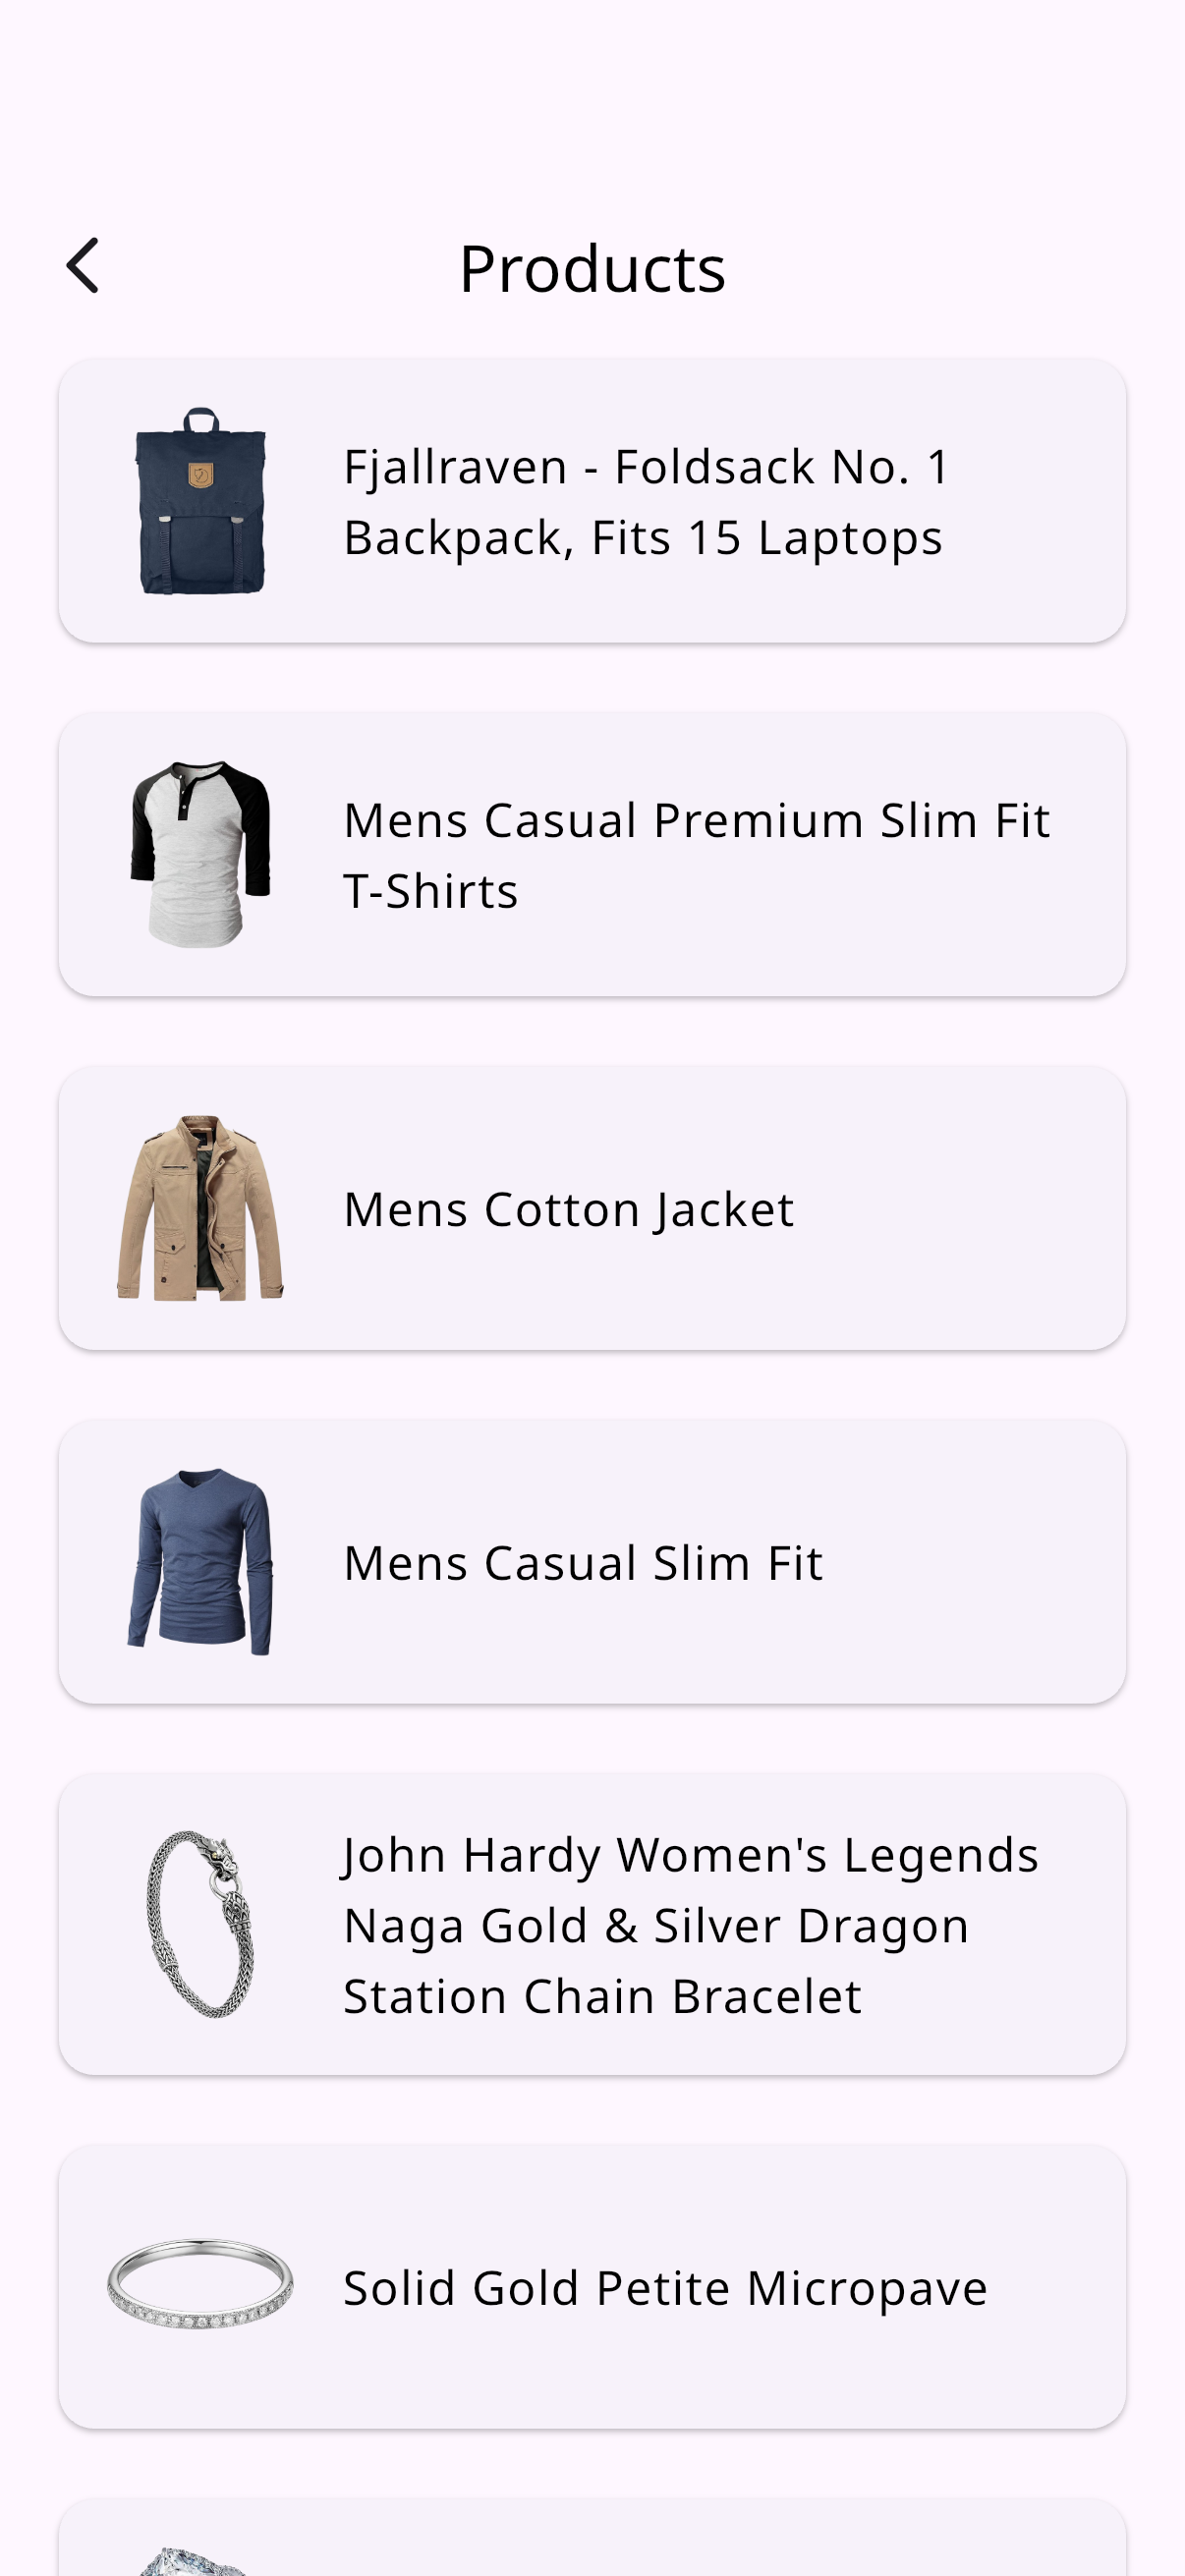 Products
Fjallraven - Foldsack No. 1
Backpack, Fits 15 Laptops
Mens Casual Premium Slim Fit
T-Shirts
Mens Cotton Jacket
Mens Casual Slim Fit
John Hardy Women's Legends
Naga Gold & Silver Dragon
Station Chain Bracelet
Solid Gold Petite Micropave